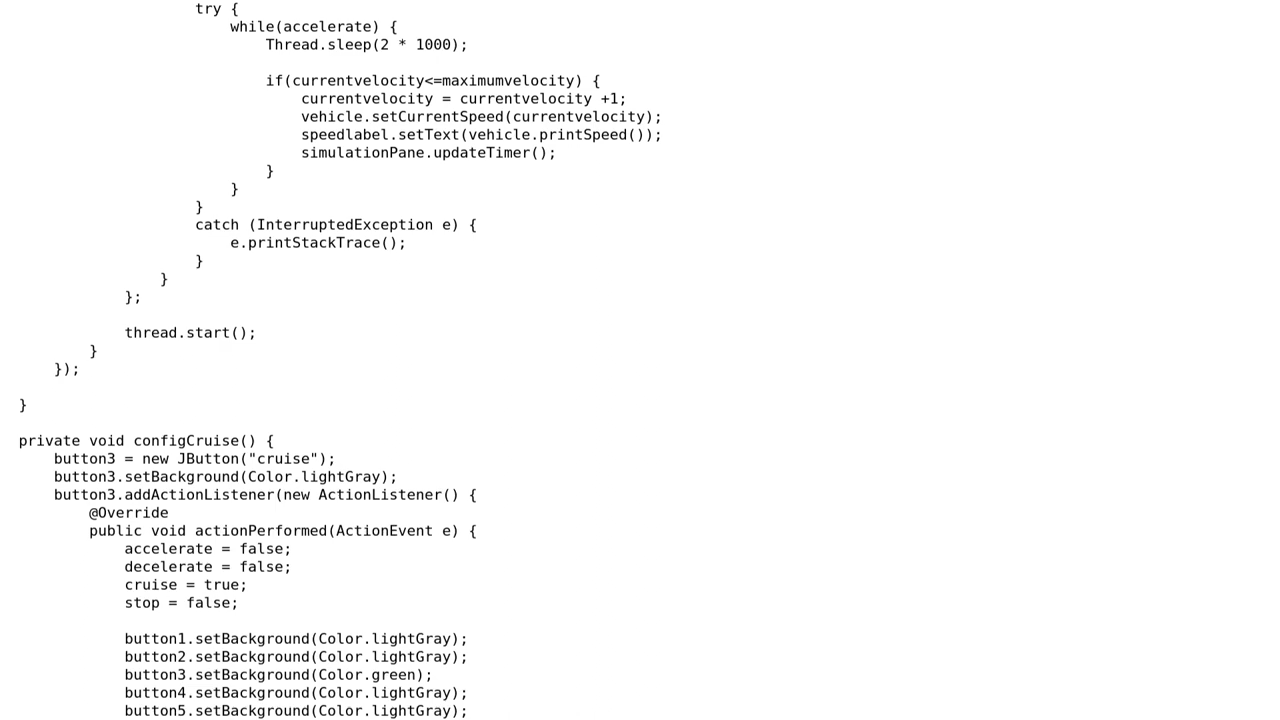 try {
while(accelerate) {
Thread.sleep(2 * 1000);
if(currentvelocity<=maximumvelocity) {
currentvelocity = currentvelocity +1;
vehicle.setCurrentSpeed(currentvelocity);
speedlabel.setText(vehicle.printSpeed());
simulationPane.updateTimer();
}
}
}
catch (InterruptedException e) {
e.printStackTrace();
}
}
};
thread.start();
}
});
}
private void configCruise() {
button3 = new JButton("cruise");
button3.setBackground(Color.lightGray);
button3.addActionListener(new ActionListener() {
@Override
public void actionPerformed(ActionEvent e) {
accelerate = false;
decelerate = false;
cruise = true;
stop = false;
button1.setBackground(Color.lightGray);
button2.setBackground(Color.lightGray);
button3.setBackground(Color.green);
button4.setBackground(Color.lightGray);
button5.setBackground(Color.lightGray);